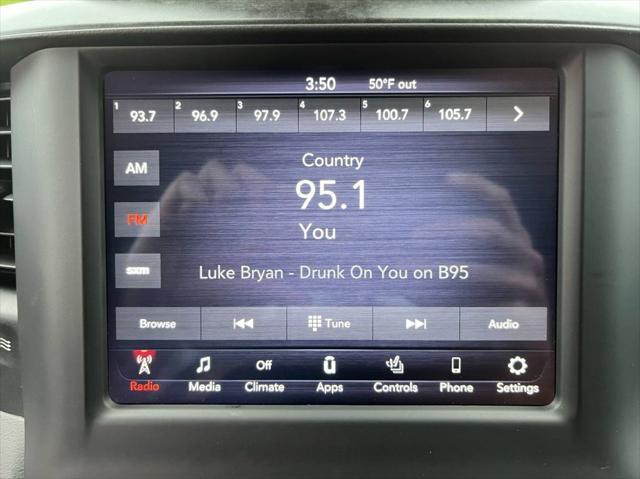 3:50 50°F out
1 93.7 2 96.9 3 97.9 4 107.3 5 100.7 6 105.7
Country
AM
95.1
FM
You
sxm
Luke Bryan - Drunk On You on B95
Browse Tune Audio
Off
Radio Media Climate Apps Controls Phone Settings